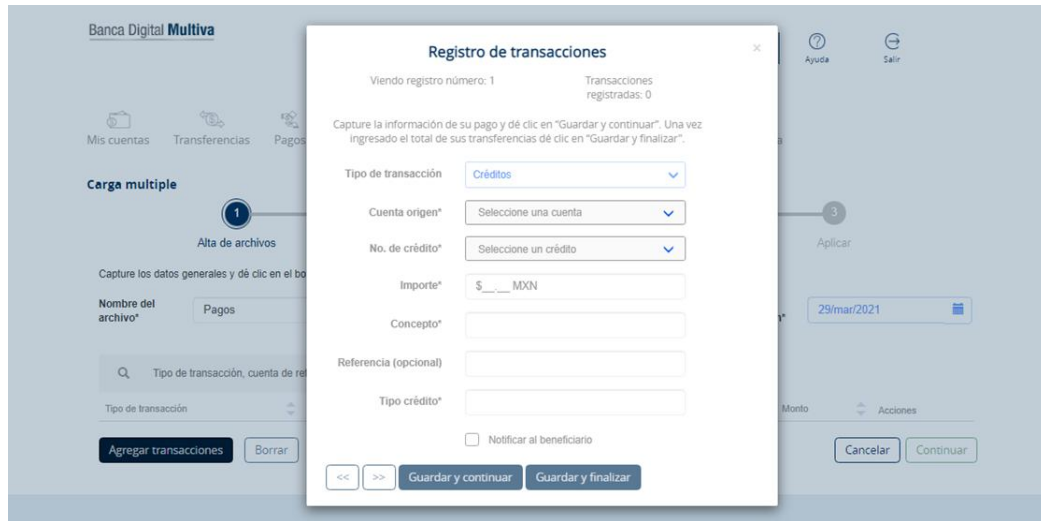 Banca Digital Multiva
Ayuda
Salir
Mis cuentas
Transferencias
Pagos
Carga multiple
1
3
Alta de archivos
Aplicar
Capture los datos generales y dé clic en el bo
Nombre del
archivo*
Pagos
29/mar/2021
Tipo de transacción, cuenta de ref
Tipo de transacción
Monto
Acciones
Agregar transacciones
Borrar
Cancelar
Continuar
Registro de transacciones
×
Viendo registro número: 1
Transacciones
registradas: 0
Capture la información de su pago y dé clic en "Guardar y continuar". Una vez
ingresado el total de sus transferencias dé clic en "Guardar y finalizar".
Tipo de transacción
Créditos
Cuenta origen*
Seleccione una cuenta
No. de crédito*
Seleccione un crédito
Importe*
$__.__ MXN
Concepto*
Referencia (opcional)
Tipo crédito*
Notificar al beneficiario
<<
>>
Guardar y continuar
Guardar y finalizar